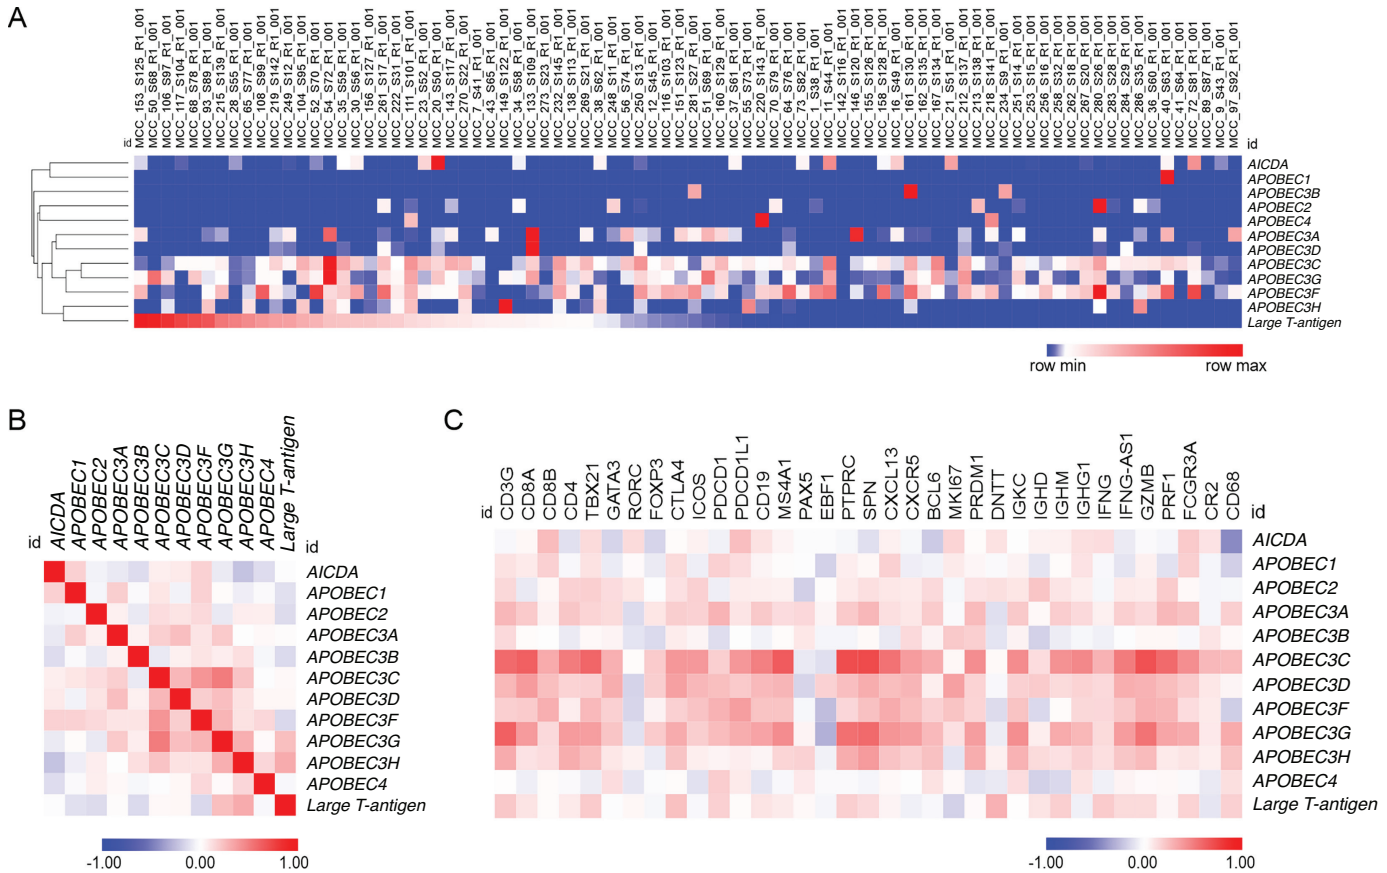 A
id
MCC_153_S125_R1_001
MCC_50_S68_R1_001
MCC_106_S97_R1_001
MCC_117_S104_R1_001
MCC_68_S78_R1_001
MCC_93_S89_R1_001
MCC_215_S139_R1_001
MCC_28_S55_R1_001
MCC_65_S77_R1_001
MCC_108_S99_R1_001
MCC_219_S142_R1_001
MCC_249_S12_R1_001
MCC_104_S95_R1_001
MCC_52_S70_R1_001
MCC_54_S72_R1_001
MCC_35_S59_R1_001
MCC_30_S56_R1_001
MCC_156_S127_R1_001
MCC_261_S17_R1_001
MCC_222_S31_R1_001
MCC_111_S101_R1_001
MCC_23_S52_R1_001
MCC_20_S50_R1_001
MCC_143_S117_R1_001
MCC_270_S22_R1_001
MCC_7_S41_R1_001
MCC_43_S65_R1_001
MCC_149_S122_R1_001
MCC_34_S58_R1_001
MCC_133_S109_R1_001
MCC_273_S23_R1_001
MCC_232_S145_R1_001
MCC_138_S113_R1_001
MCC_269_S21_R1_001
MCC_38_S62_R1_001
MCC_248_S11_R1_001
MCC_56_S74_R1_001
MCC_250_S13_R1_001
MCC_12_S45_R1_001
MCC_116_S103_R1_001
MCC_151_S123_R1_001
MCC_281_S27_R1_001
MCC_51_S69_R1_001
MCC_160_S129_R1_001
MCC_37_S61_R1_001
MCC_55_S73_R1_001
MCC_220_S143_R1_001
MCC_70_S79_R1_001
MCC_64_S76_R1_001
MCC_73_S82_R1_001
MCC_1_S38_R1_001
MCC_11_S44_R1_001
MCC_142_S116_R1_001
MCC_146_S120_R1_001
MCC_155_S126_R1_001
MCC_158_S128_R1_001
MCC_16_S49_R1_001
MCC_161_S130_R1_001
MCC_162_S135_R1_001
MCC_167_S134_R1_001
MCC_21_S51_R1_001
MCC_212_S137_R1_001
MCC_213_S138_R1_001
MCC_218_S141_R1_001
MCC_234_S9_R1_001
MCC_251_S14_R1_001
MCC_253_S15_R1_001
MCC_256_S16_R1_001
MCC_258_S32_R1_001
MCC_262_S18_R1_001
MCC_267_S20_R1_001
MCC_280_S26_R1_001
MCC_283_S28_R1_001
MCC_284_S29_R1_001
MCC_286_S35_R1_001
MCC_36_S60_R1_001
MCC_40_S63_R1_001
MCC_41_S64_R1_001
MCC_72_S81_R1_001
MCC_89_S87_R1_001
MCC_9_S43_R1_001
MCC_97_S92_R1_001
id
AICDA
APOBEC1
APOBEC3B
APOBEC2
APOBEC4
APOBEC3A
APOBEC3D
APOBEC3C
APOBEC3G
APOBEC3F
APOBEC3H
Large T-antigen
row min
row max
B
id
AICDA
APOBEC1
APOBEC2
APOBEC3A
APOBEC3B
APOBEC3C
APOBEC3D
APOBEC3F
APOBEC3G
APOBEC3H
APOBEC4
Large T-antigen
id
AICDA
APOBEC1
APOBEC2
APOBEC3A
APOBEC3B
APOBEC3C
APOBEC3D
APOBEC3F
APOBEC3G
APOBEC3H
APOBEC4
Large T-antigen
-1.00
0.00
1.00
C
id
CD3G
CD8A
CD8B
CD4
TBX21
GATA3
RORC
FOXP3
CTLA4
ICOS
PDCD1
PDCD1L1
CD19
MS4A1
PAX5
EBF1
PTPRC
SPN
CXCL13
CXCR5
BCL6
MKI67
PRDM1
DNTT
IGKC
IGHD
IGHM
IGHG1
IFNG
IFNG-AS1
GZMB
PRF1
FCGR3A
CR2
CD68
id
AICDA
APOBEC1
APOBEC2
APOBEC3A
APOBEC3B
APOBEC3C
APOBEC3D
APOBEC3F
APOBEC3G
APOBEC3H
APOBEC4
Large T-antigen
-1.00
0.00
1.00